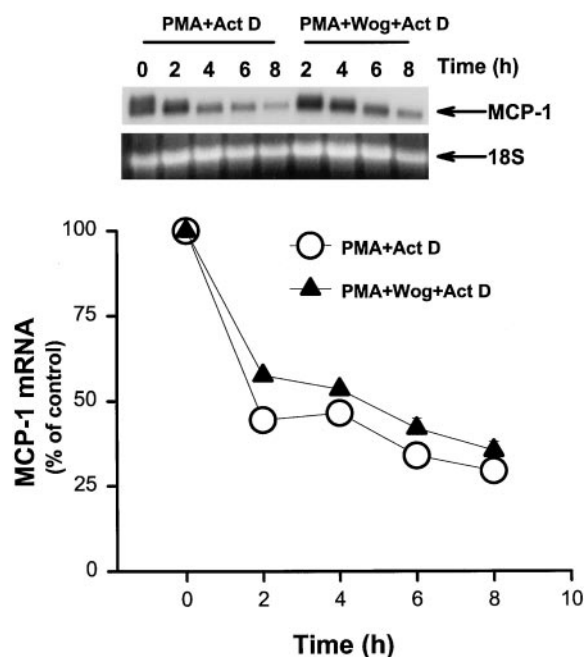 PMA+Act D PMA+Wog+Act D
0 2 4 6 8 2 4 6 8 Time (h)
MCP-1
18S
PMA+Act D
PMA+Wog+Act D
MCP-1 mRNA
(% of control)
100
75
50
25
0
0 2 4 6 8 10
Time (h)